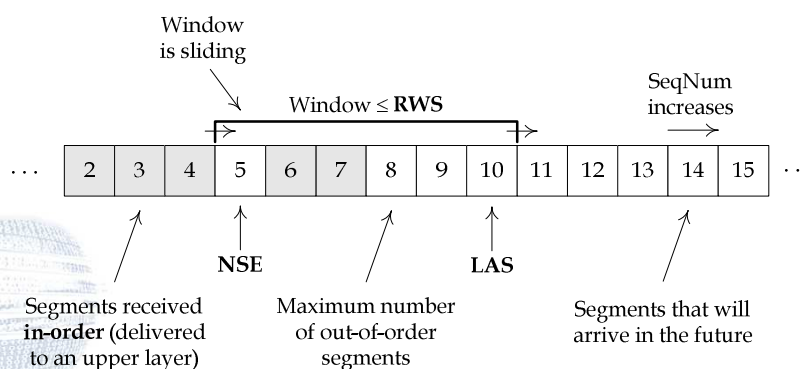 Window
is sliding
Window ≤ RWS
SeqNum
increases
... 2 3 4 5 6 7 8 9 10 11 12 13 14 15 ..
NSE
LAS
Segments received
in-order (delivered
to an upper layer)
Maximum number
of out-of-order
segments
Segments that will
arrive in the future